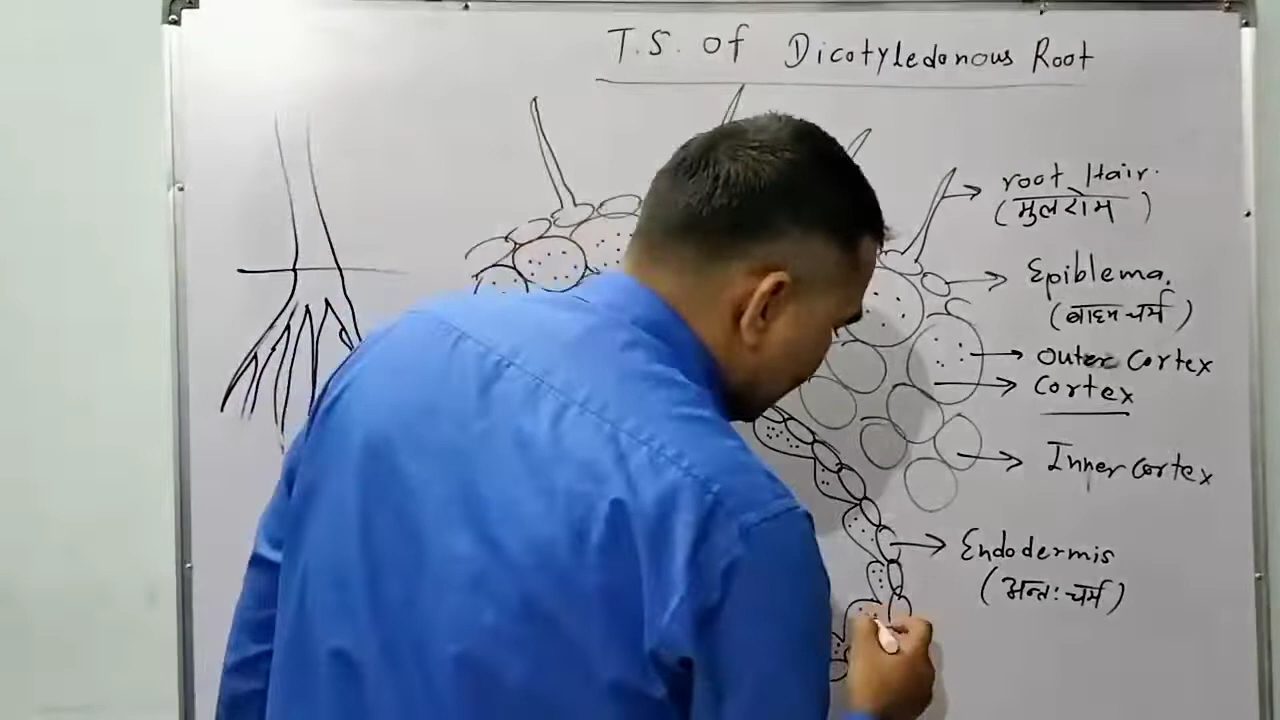 T.S. of Dicotyledonous Root
root Hair.
(मुलरोम)
Epiblema.
(बाह्य चर्म)
Outer Cortex
Cortex
Inner Cortex
Endodermis
(अन्तः चर्म)